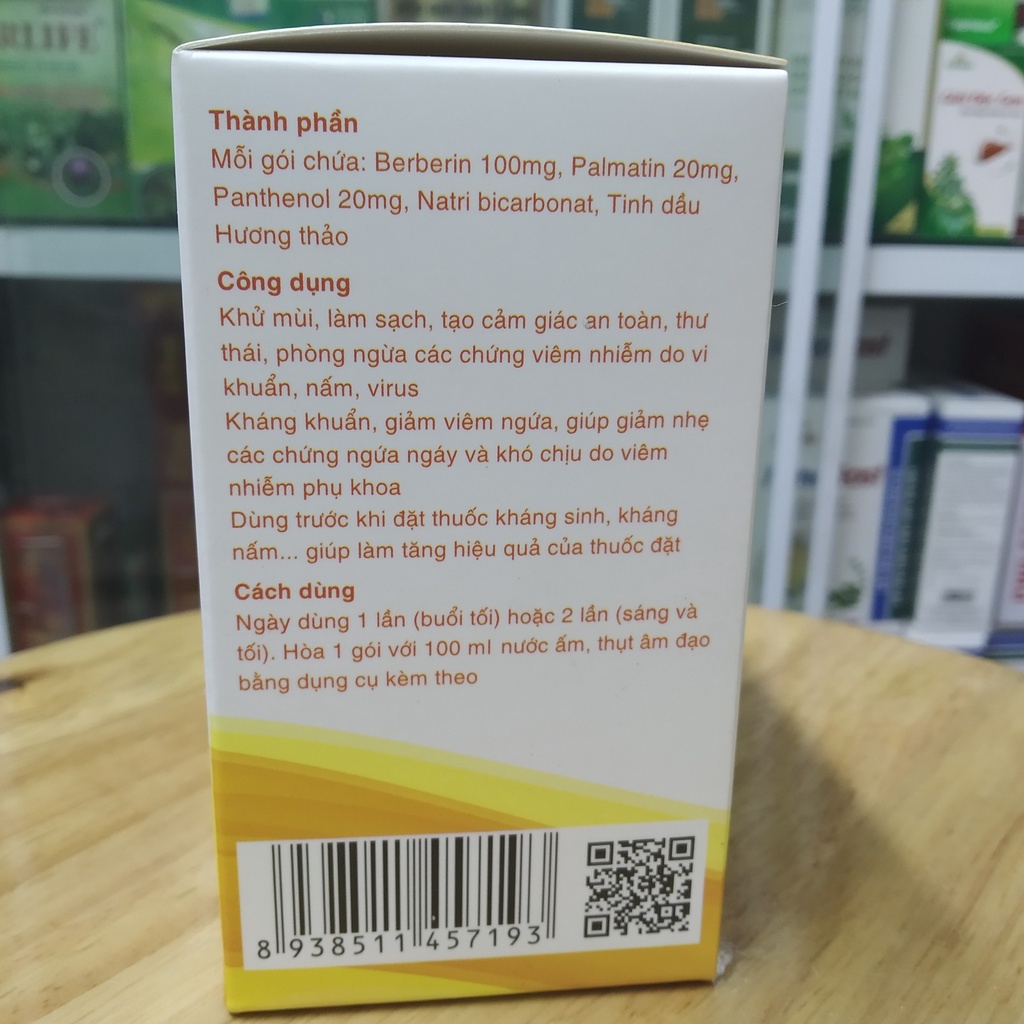 Thành phần
Mỗi gói chứa: Berberin 100mg, Palmatin 20mg,
Panthenol 20mg, Natri bicarbonat, Tinh dầu
Hương thảo
Công dụng
Khử mùi, làm sạch, tạo cảm giác an toàn, thư
thái, phòng ngừa các chứng viêm nhiễm do vi
khuẩn, nấm, virus
Kháng khuẩn, giảm viêm ngứa, giúp giảm nhẹ
các chứng ngứa ngáy và khó chịu do viêm
nhiễm phụ khoa
Dùng trước khi đặt thuốc kháng sinh, kháng
nấm... giúp làm tăng hiệu quả của thuốc đặt
Cách dùng
Ngày dùng 1 lần (buổi tối) hoặc 2 lần (sáng và
tối). Hòa 1 gói với 100 ml nước ấm, thụt âm đạo
bằng dụng cụ kèm theo
8 938511 457193